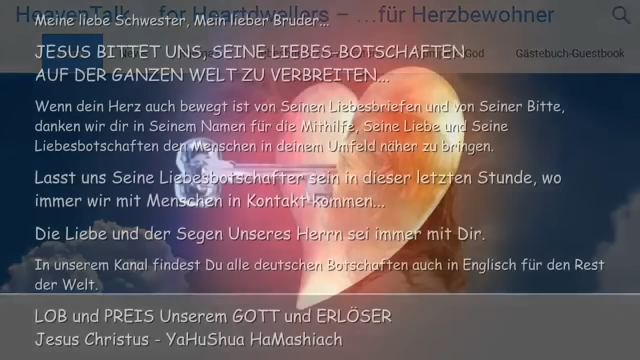 HeavenTalk... for Heartdwellers – ...für Herzbewohner
Meine liebe Schwester, Mein lieber Bruder...
JESUS BITTET UNS, SEINE LIEBES-BOTSCHAFTEN
AUF DER GANZEN WELT ZU VERBREITEN...
God Gästebuch-Guestbook
Wenn dein Herz auch bewegt ist von Seinen Liebesbriefen und von Seiner Bitte,
danken wir dir in Seinem Namen für die Mithilfe, Seine Liebe und Seine
Liebesbotschaften den Menschen in deinem Umfeld näher zu bringen.
Lasst uns Seine Liebesbotschafter sein in dieser letzten Stunde, wo
immer wir mit Menschen in Kontakt kommen...
Die Liebe und der Segen Unseres Herrn sei immer mit Dir.
In unserem Kanal findest Du alle deutschen Botschaften auch in Englisch für den Rest
der Welt.
LOB und PREIS Unserem GOTT und ERLÖSER
Jesus Christus - YaHuShua HaMashiach